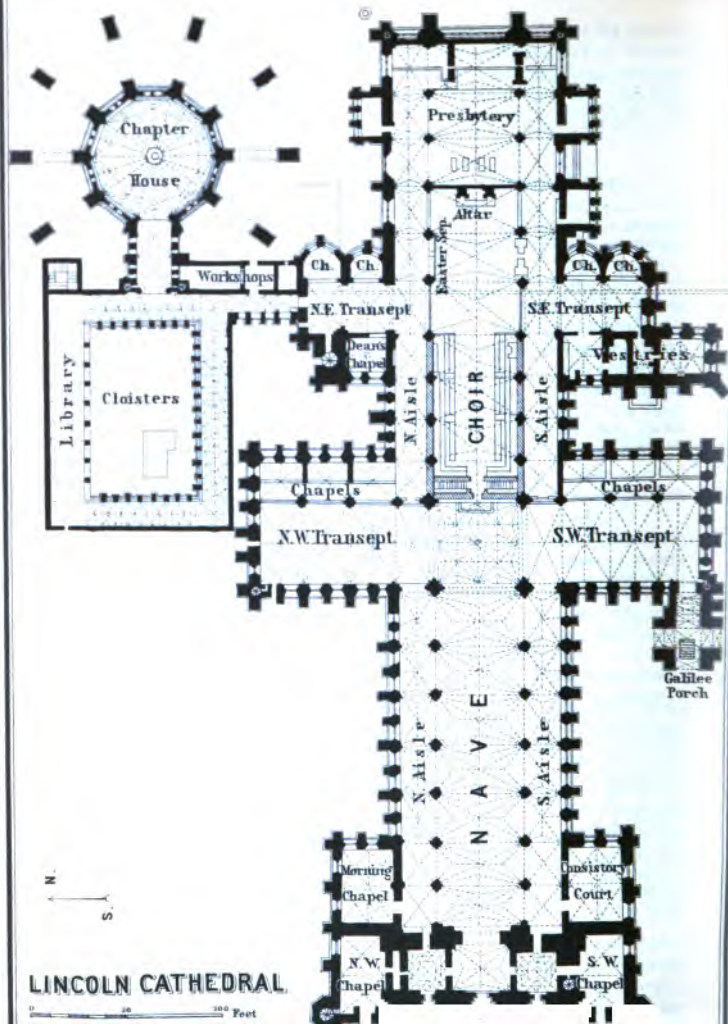 Chapter
House
Presbytery
Altar
Easter Sep.
Workshops
Ch.
Ch.
Ch.
Ch.
N.E. Transept
S.E. Transept
Dean's
Chapel
Vestries
Library
Cloisters
N. Aisle
CHOIR
S. Aisle
Chapels
Chapels
N.W. Transept
S.W. Transept
Galilee
Porch
N. Aisle
NAVE
S. Aisle
Morning
Chapel
Consistory
Court
N.
S.
N.W.
Chapel
S.W.
Chapel
LINCOLN CATHEDRAL.
0 100 Feet